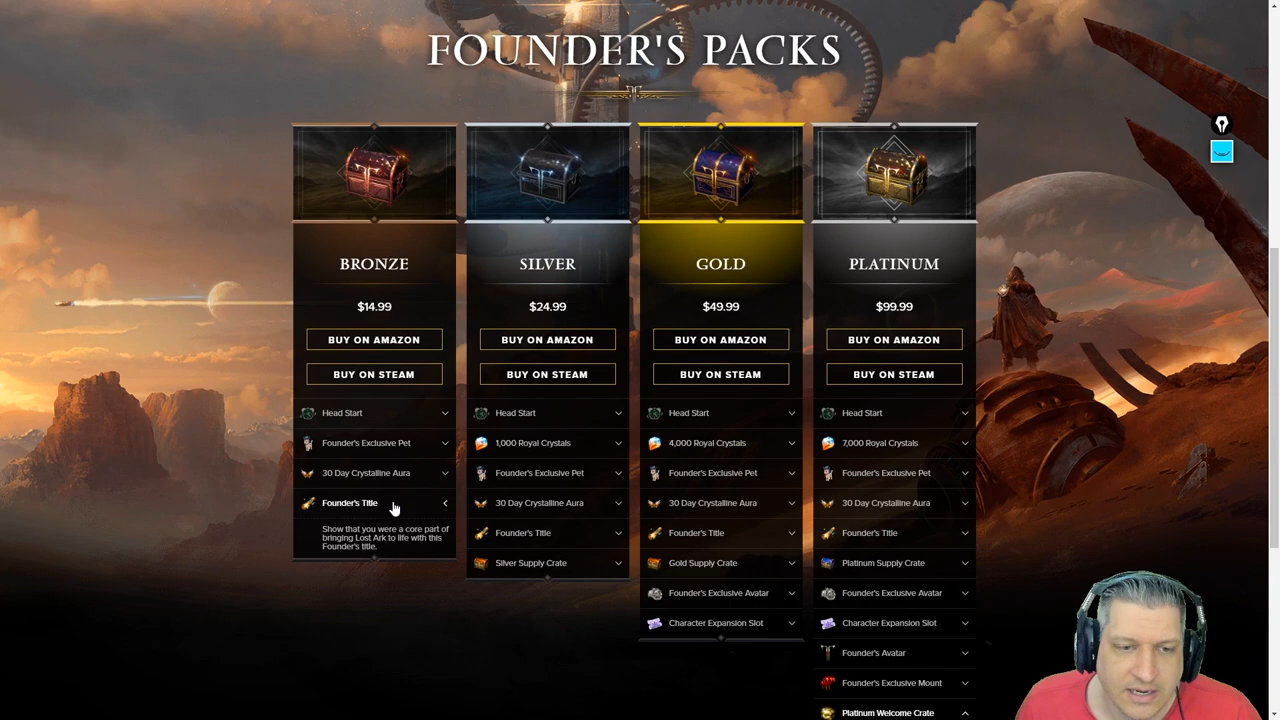 FOUNDER'S PACKS
BRONZE
$14.99
BUY ON AMAZON
BUY ON STEAM
Head Start
Founder's Exclusive Pet
30 Day Crystalline Aura
Founder's Title
Show that you were a core part of
bringing Lost Ark to life with this
Founder's title.
SILVER
$24.99
BUY ON AMAZON
BUY ON STEAM
Head Start
1,000 Royal Crystals
Founder's Exclusive Pet
30 Day Crystalline Aura
Founder's Title
Silver Supply Crate
GOLD
$49.99
BUY ON AMAZON
BUY ON STEAM
Head Start
4,000 Royal Crystals
Founder's Exclusive Pet
30 Day Crystalline Aura
Founder's Title
Gold Supply Crate
Founder's Exclusive Avatar
Character Expansion Slot
PLATINUM
$99.99
BUY ON AMAZON
BUY ON STEAM
Head Start
7,000 Royal Crystals
Founder's Exclusive Pet
30 Day Crystalline Aura
Founder's Title
Platinum Supply Crate
Founder's Exclusive Avatar
Character Expansion Slot
Founder's Avatar
Founder's Exclusive Mount
Platinum Welcome Crate